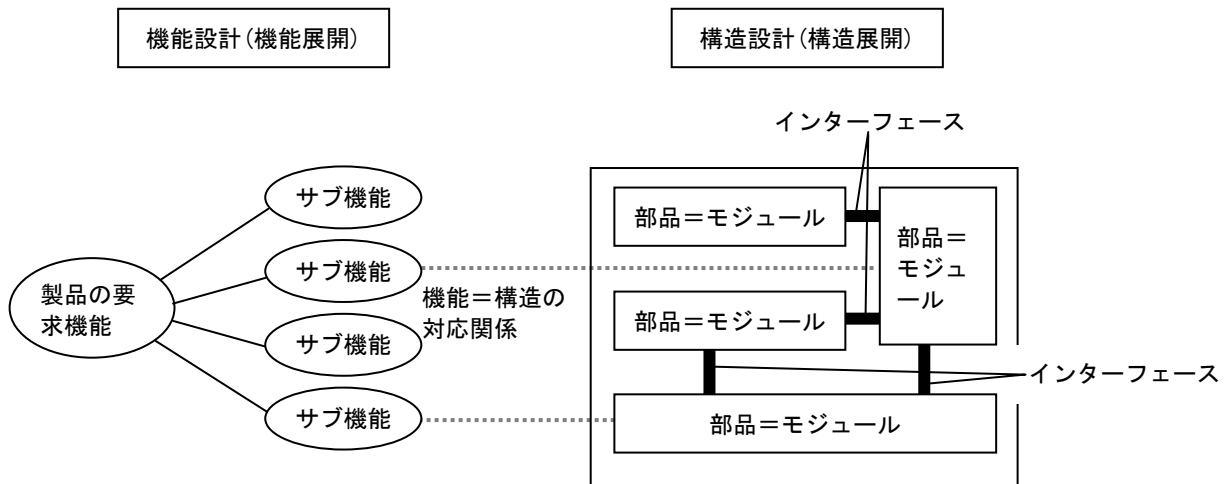 機能設計(機能展開)
構造設計(構造展開)
インターフェース
サブ機能
サブ機能
サブ機能
サブ機能
製品の要
求機能
機能＝構造の
対応関係
部品＝モジュール
部品＝
モジュ
ール
部品＝モジュール
インターフェース
部品＝モジュール